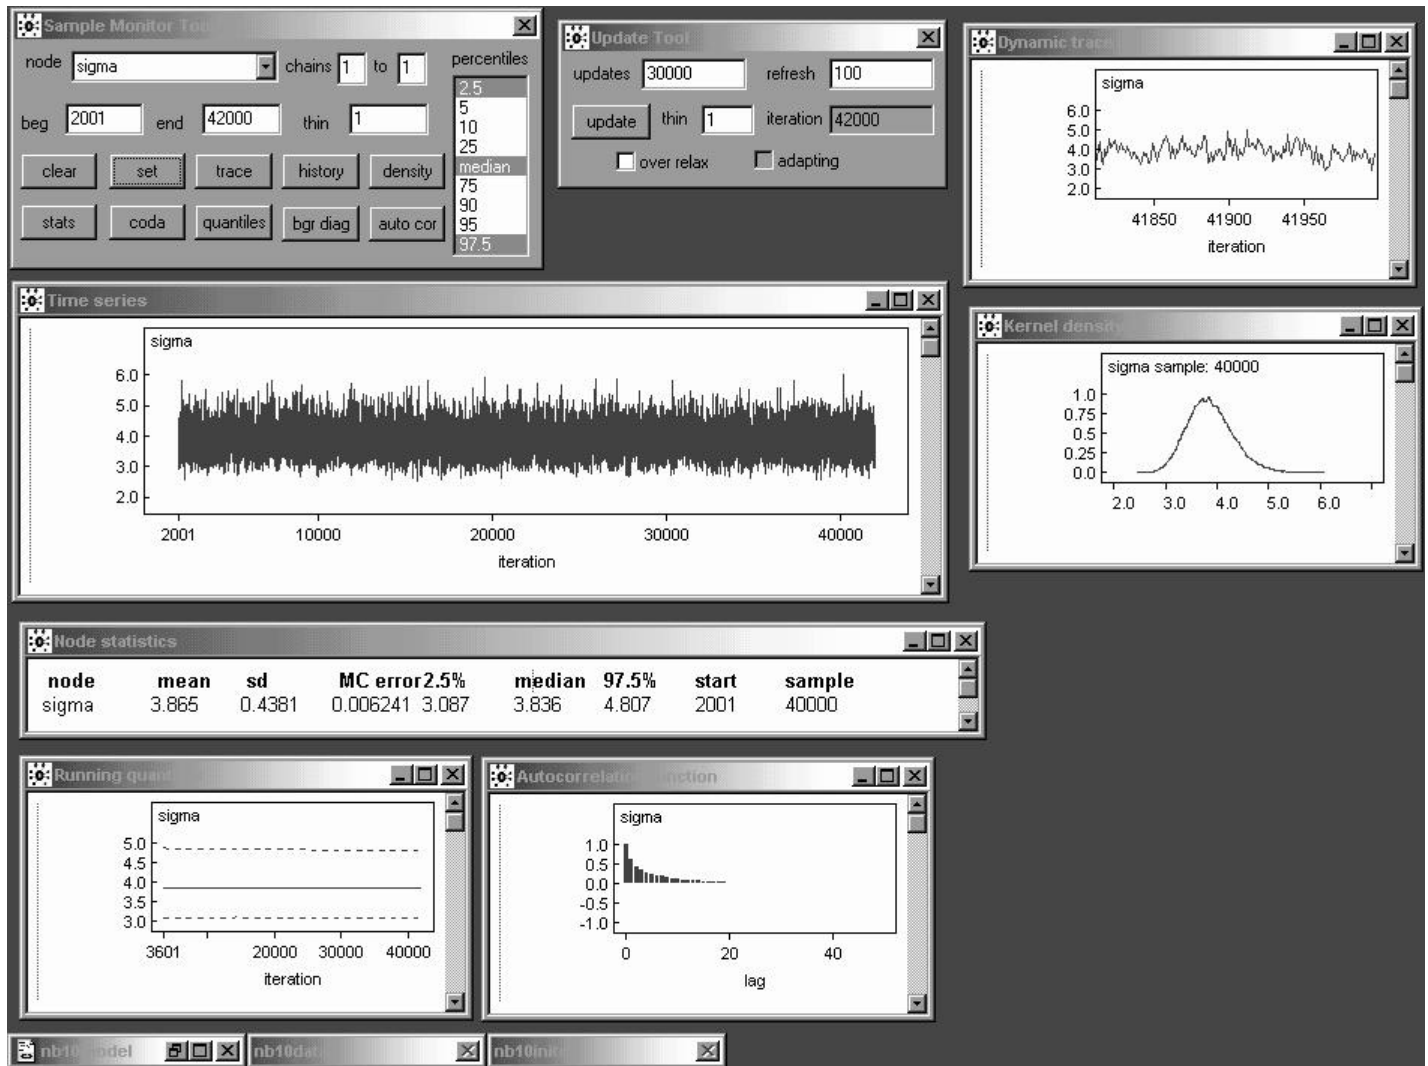 Sample Monitor Tool
node sigma chains 1 to 1 percentiles
2.5
5
10
25
median
75
90
95
97.5
beg 2001 end 42000 thin 1
clear set trace history density
stats coda quantiles bgr diag auto cor
Update Tool
updates 30000 refresh 100
update thin 1 iteration 42000
over relax adapting
Dynamic trace
sigma
6.0
5.0
4.0
3.0
2.0
41850 41900 41950
iteration
Time series
sigma
6.0
5.0
4.0
3.0
2.0
2001 10000 20000 30000 40000
iteration
Kernel density
sigma sample: 40000
1.0
0.75
0.5
0.25
0.0
2.0 3.0 4.0 5.0 6.0
Node statistics
node mean sd MC error 2.5% median 97.5% start sample
sigma 3.865 0.4381 0.006241 3.087 3.836 4.807 2001 40000
Running quant
sigma
5.0
4.5
4.0
3.5
3.0
3601 20000 30000 40000
iteration
Autocorrelation function
sigma
1.0
0.5
0.0
-0.5
-1.0
0 20 40
lag
nb10model nb10dat nb10init